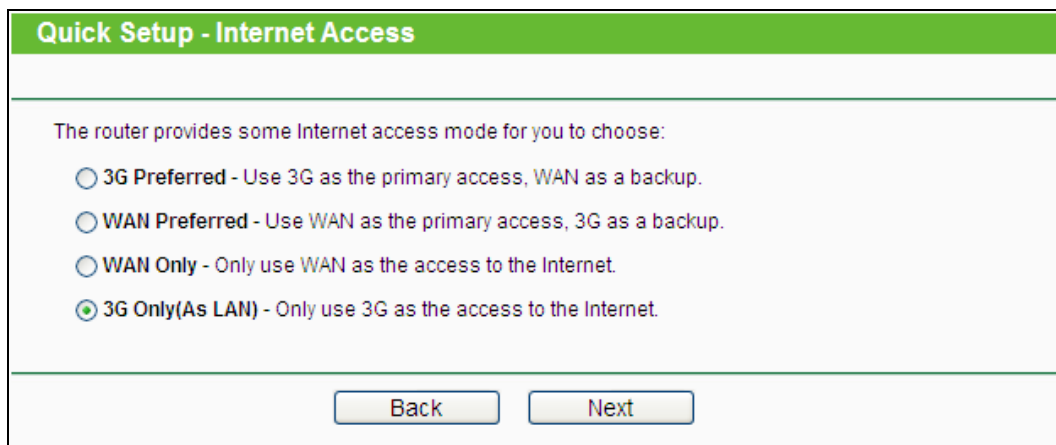 Quick Setup - Internet Access
The router provides some Internet access mode for you to choose:
3G Preferred - Use 3G as the primary access, WAN as a backup.
WAN Preferred - Use WAN as the primary access, 3G as a backup.
WAN Only - Only use WAN as the access to the Internet.
3G Only(As LAN) - Only use 3G as the access to the Internet.
Back Next